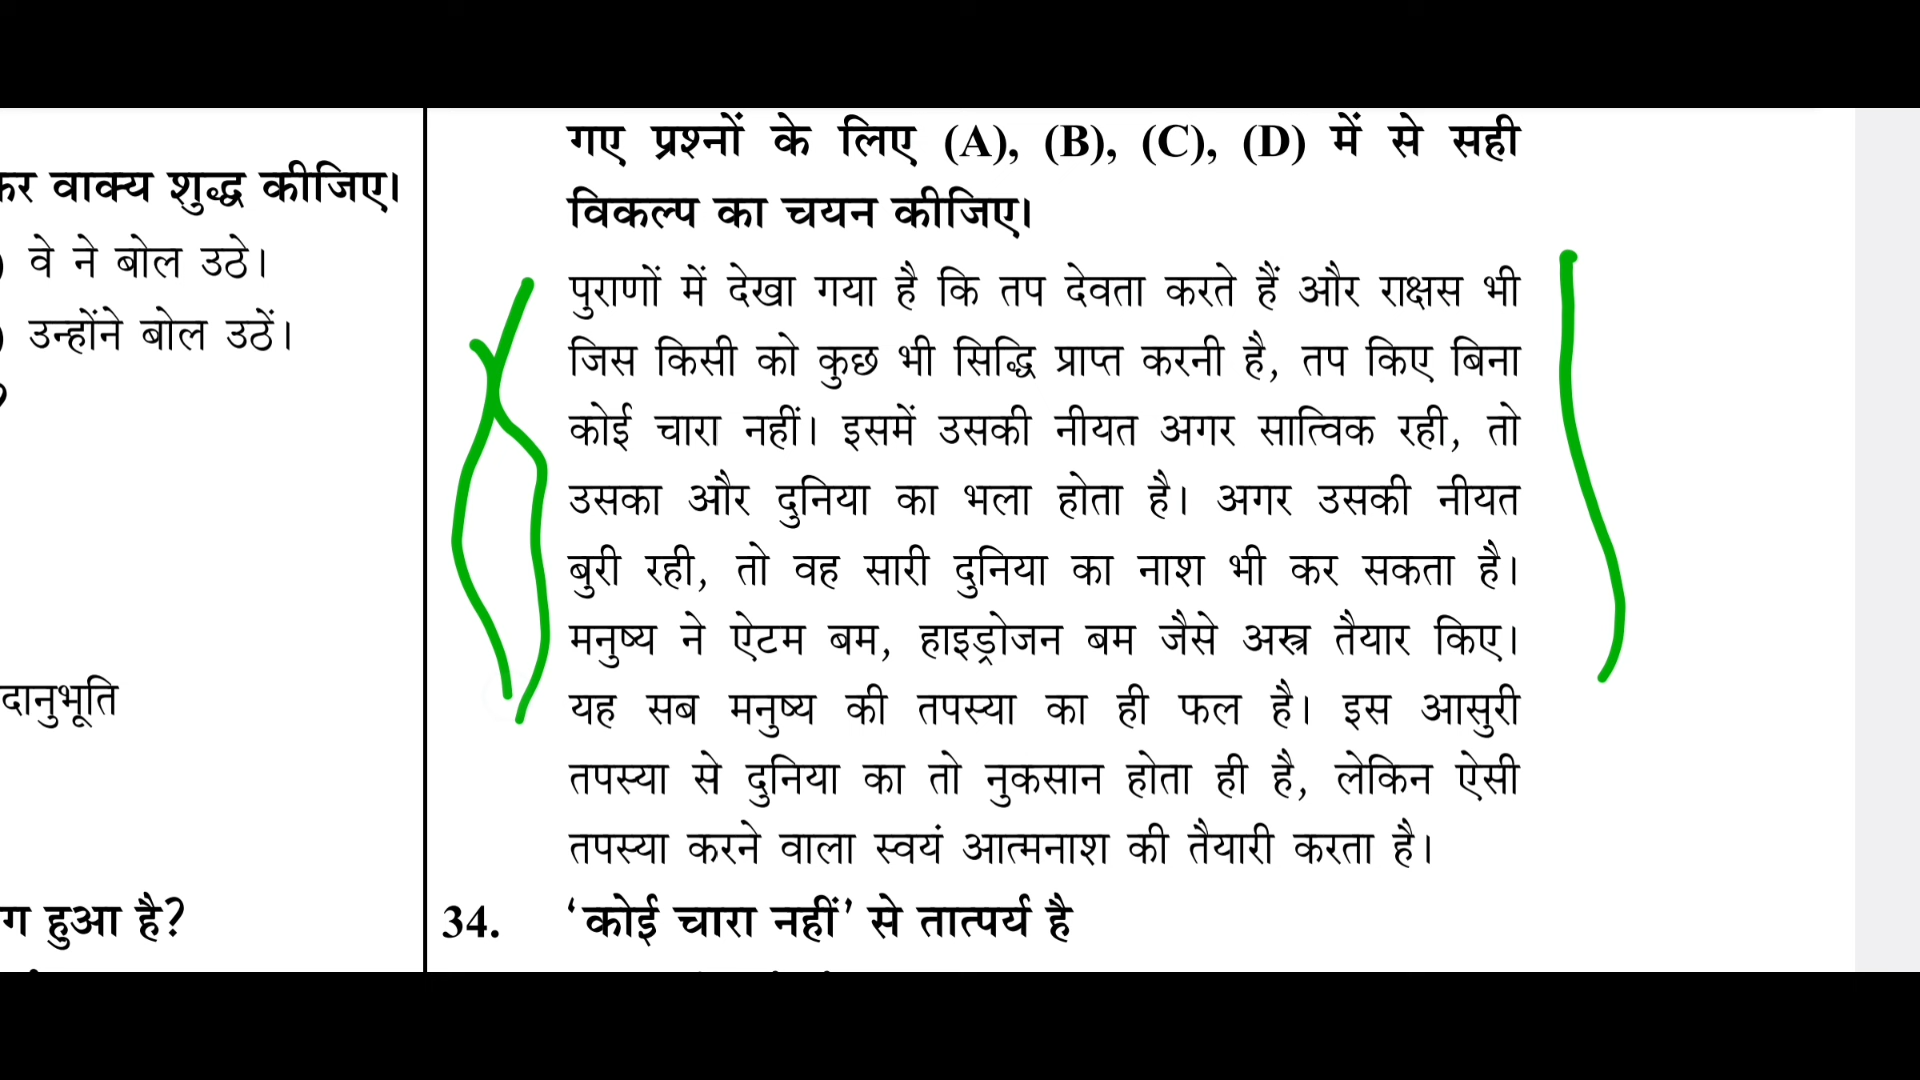 कर वाक्य शुद्ध कीजिए।
) वे ने बोल उठे।
) उन्होंने बोल उठें।
?
दानुभूति
ग हुआ है?
गए प्रश्नों के लिए (A), (B), (C), (D) में से सही
विकल्प का चयन कीजिए।
पुराणों में देखा गया है कि तप देवता करते हैं और राक्षस भी
जिस किसी को कुछ भी सिद्धि प्राप्त करनी है, तप किए बिना
कोई चारा नहीं। इसमें उसकी नीयत अगर सात्विक रही, तो
उसका और दुनिया का भला होता है। अगर उसकी नीयत
बुरी रही, तो वह सारी दुनिया का नाश भी कर सकता है।
मनुष्य ने ऐटम बम, हाइड्रोजन बम जैसे अस्त्र तैयार किए।
यह सब मनुष्य की तपस्या का ही फल है। इस आसुरी
तपस्या से दुनिया का तो नुकसान होता ही है, लेकिन ऐसी
तपस्या करने वाला स्वयं आत्मनाश की तैयारी करता है।
34. ‘कोई चारा नहीं’ से तात्पर्य है